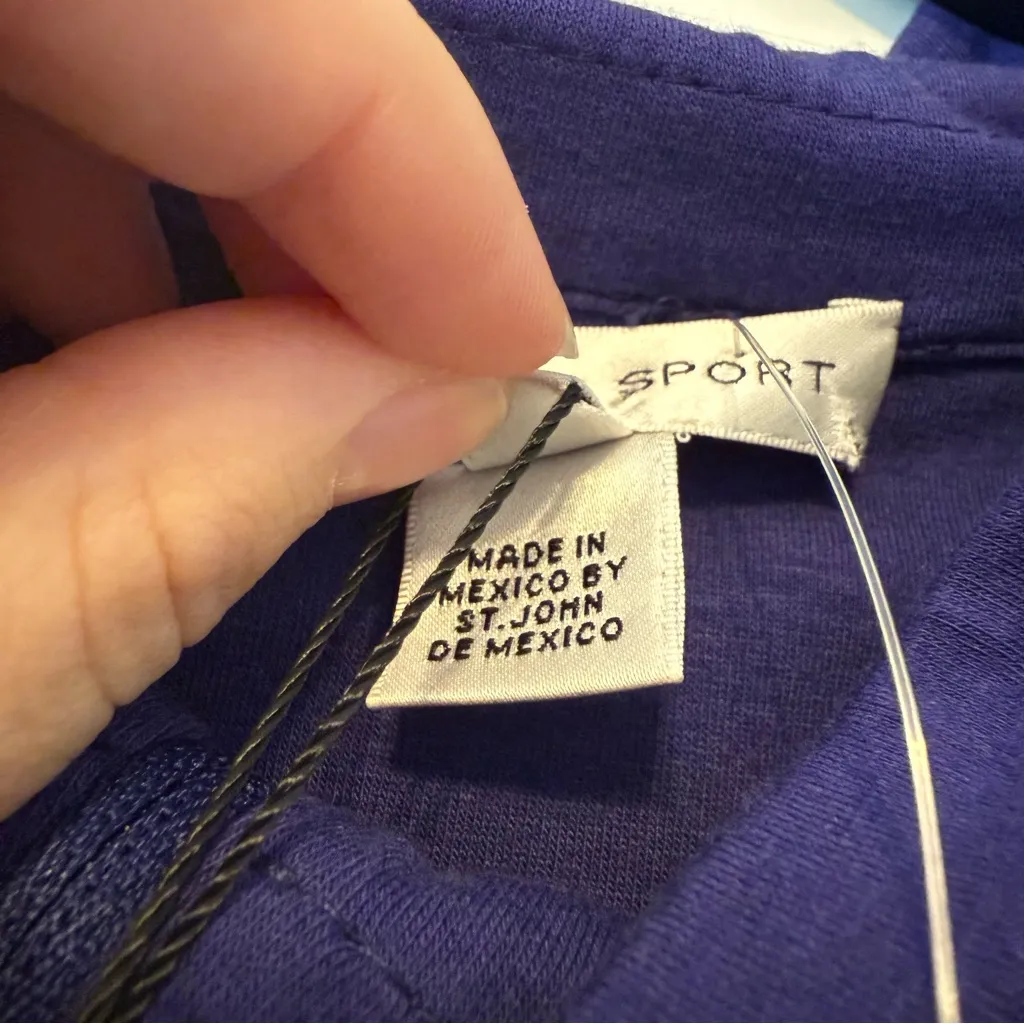 SPORT
MADE IN
MEXICO BY
ST. JOHN
DE MEXICO